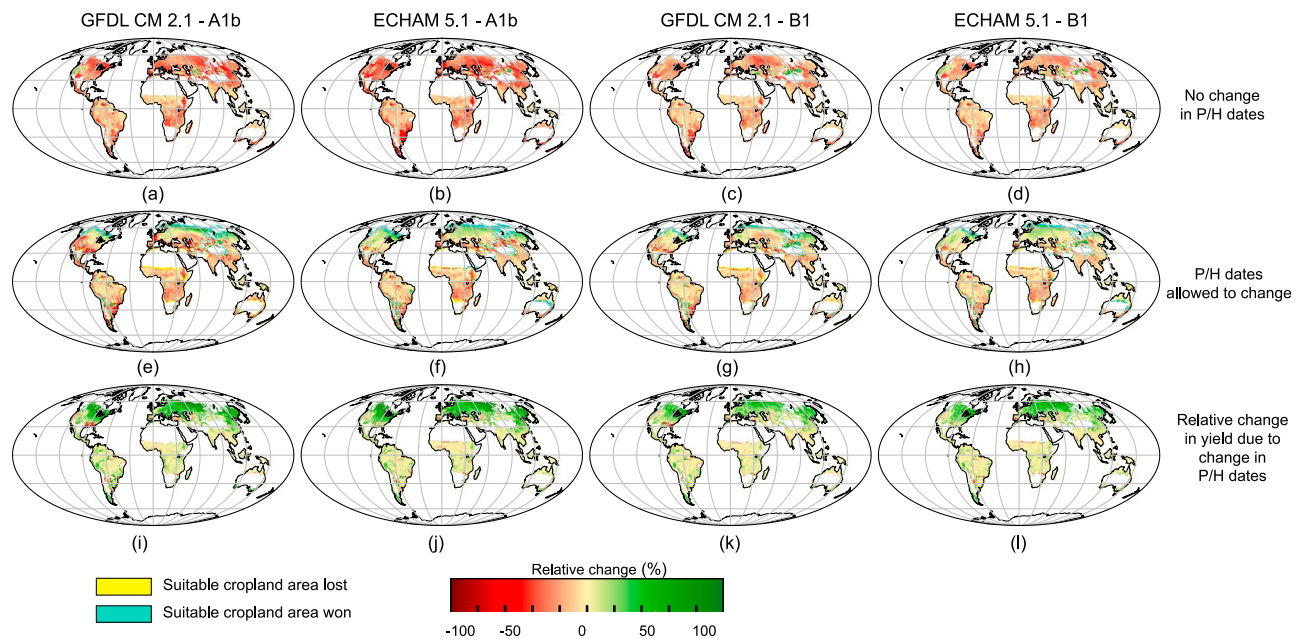 GFDL CM 2.1 - A1b
ECHAM 5.1 - A1b
GFDL CM 2.1 - B1
ECHAM 5.1 - B1
No change
in P/H dates
(a)
(b)
(c)
(d)
P/H dates
allowed to change
(e)
(f)
(g)
(h)
Relative change
in yield due to
change in
P/H dates
(i)
(j)
(k)
(l)
Suitable cropland area lost
Suitable cropland area won
Relative change (%)
-100 -50 0 50 100